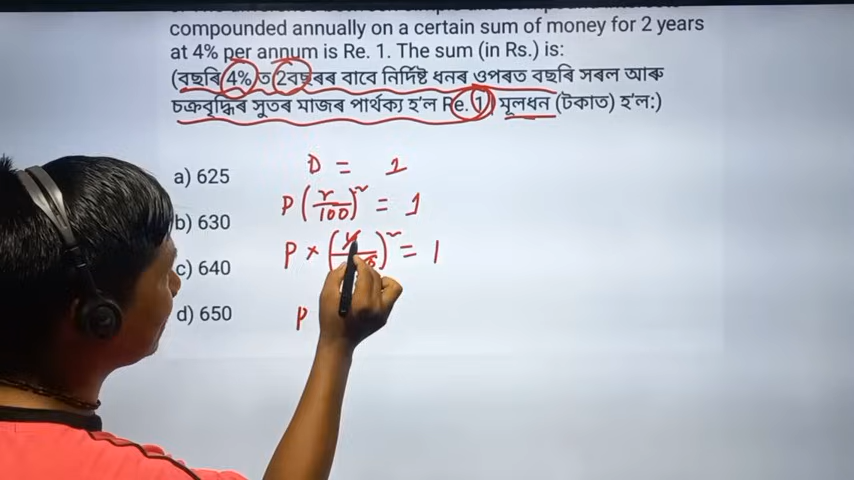 compounded annually on a certain sum of money for 2 years
at 4% per annum is Re. 1. The sum (in Rs.) is:
(বছৰি 4% ত 2বছৰৰ বাবে নিৰ্দিষ্ট ধনৰ ওপৰত বছৰি সৰল আৰু
চক্ৰবৃদ্ধিৰ সুতৰ মাজৰ পাৰ্থক্য হ'ল Re. 1) মূলধন (টকাত) হ'ল:)
a) 625
b) 630
c) 640
d) 650
D = 1
P (r/100)² = 1
P × ( )² = 1
P